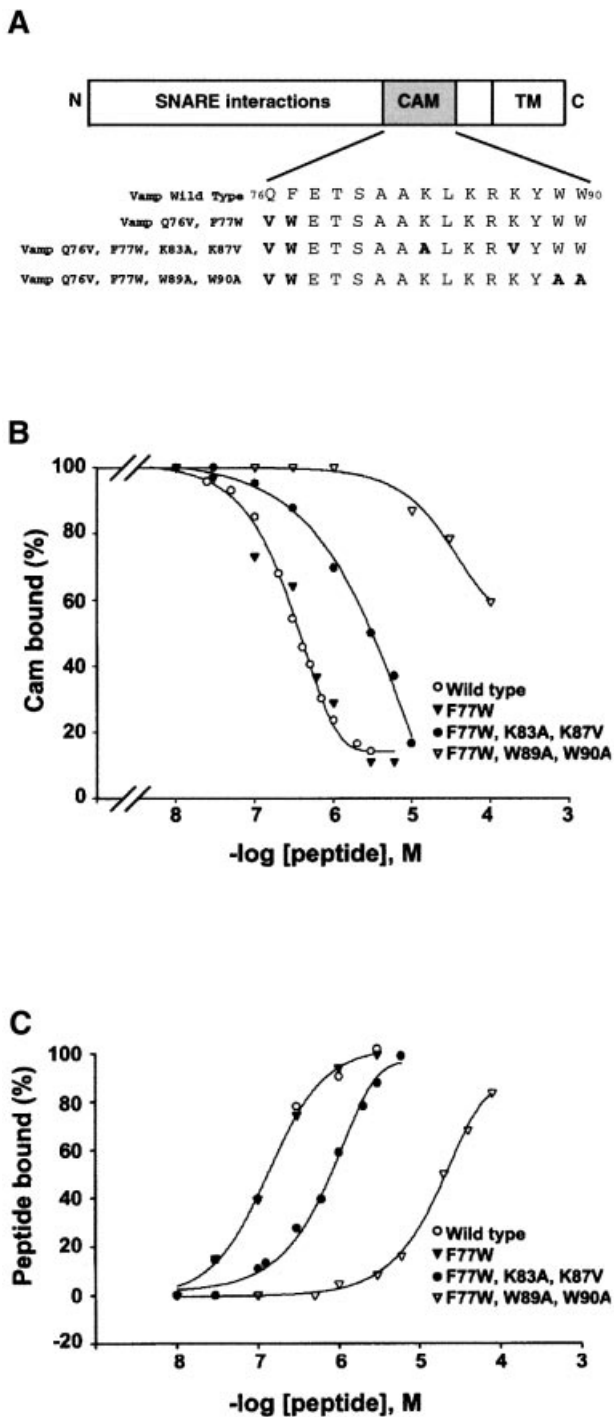 A
N SNARE interactions CAM TM C
Vamp Wild Type 76Q F E T S A A K L K R K Y W W90
Vamp Q76V, F77W V W E T S A A K L K R K Y W W
Vamp Q76V, F77W, K83A, K87V V W E T S A A A L K R V Y W W
Vamp Q76V, F77W, W89A, W90A V W E T S A A K L K R K Y A A
B
Cam bound (%)
100
80
60
40
20
0
Wild type
F77W
F77W, K83A, K87V
F77W, W89A, W90A
8 7 6 5 4 3
-log [peptide], M
C
Peptide bound (%)
100
80
60
40
20
0
-20
Wild type
F77W
F77W, K83A, K87V
F77W, W89A, W90A
8 7 6 5 4 3
-log [peptide], M